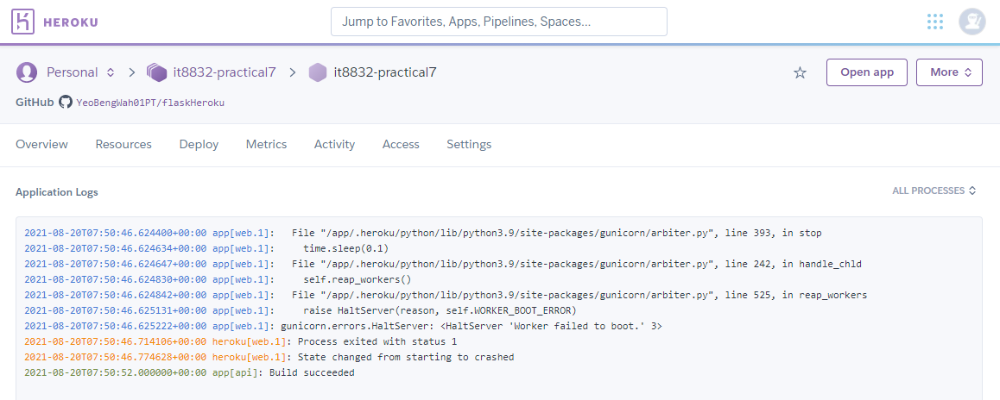 HEROKU
Jump to Favorites, Apps, Pipelines, Spaces...
Personal > it8832-practical7 > it8832-practical7
Open app
More
GitHub YeoBengWah01PT/flaskHeroku
Overview Resources Deploy Metrics Activity Access Settings
Application Logs
ALL PROCESSES
2021-08-20T07:50:46.624400+00:00 app[web.1]:   File "/app/.heroku/python/lib/python3.9/site-packages/gunicorn/arbiter.py", line 393, in stop
2021-08-20T07:50:46.624634+00:00 app[web.1]:     time.sleep(0.1)
2021-08-20T07:50:46.624647+00:00 app[web.1]:   File "/app/.heroku/python/lib/python3.9/site-packages/gunicorn/arbiter.py", line 242, in handle_chld
2021-08-20T07:50:46.624830+00:00 app[web.1]:     self.reap_workers()
2021-08-20T07:50:46.624842+00:00 app[web.1]:   File "/app/.heroku/python/lib/python3.9/site-packages/gunicorn/arbiter.py", line 525, in reap_workers
2021-08-20T07:50:46.625131+00:00 app[web.1]:     raise HaltServer(reason, self.WORKER_BOOT_ERROR)
2021-08-20T07:50:46.625222+00:00 app[web.1]: gunicorn.errors.HaltServer: <HaltServer 'Worker failed to boot.' 3>
2021-08-20T07:50:46.714106+00:00 heroku[web.1]: Process exited with status 1
2021-08-20T07:50:46.774628+00:00 heroku[web.1]: State changed from starting to crashed
2021-08-20T07:50:52.000000+00:00 app[api]: Build succeeded